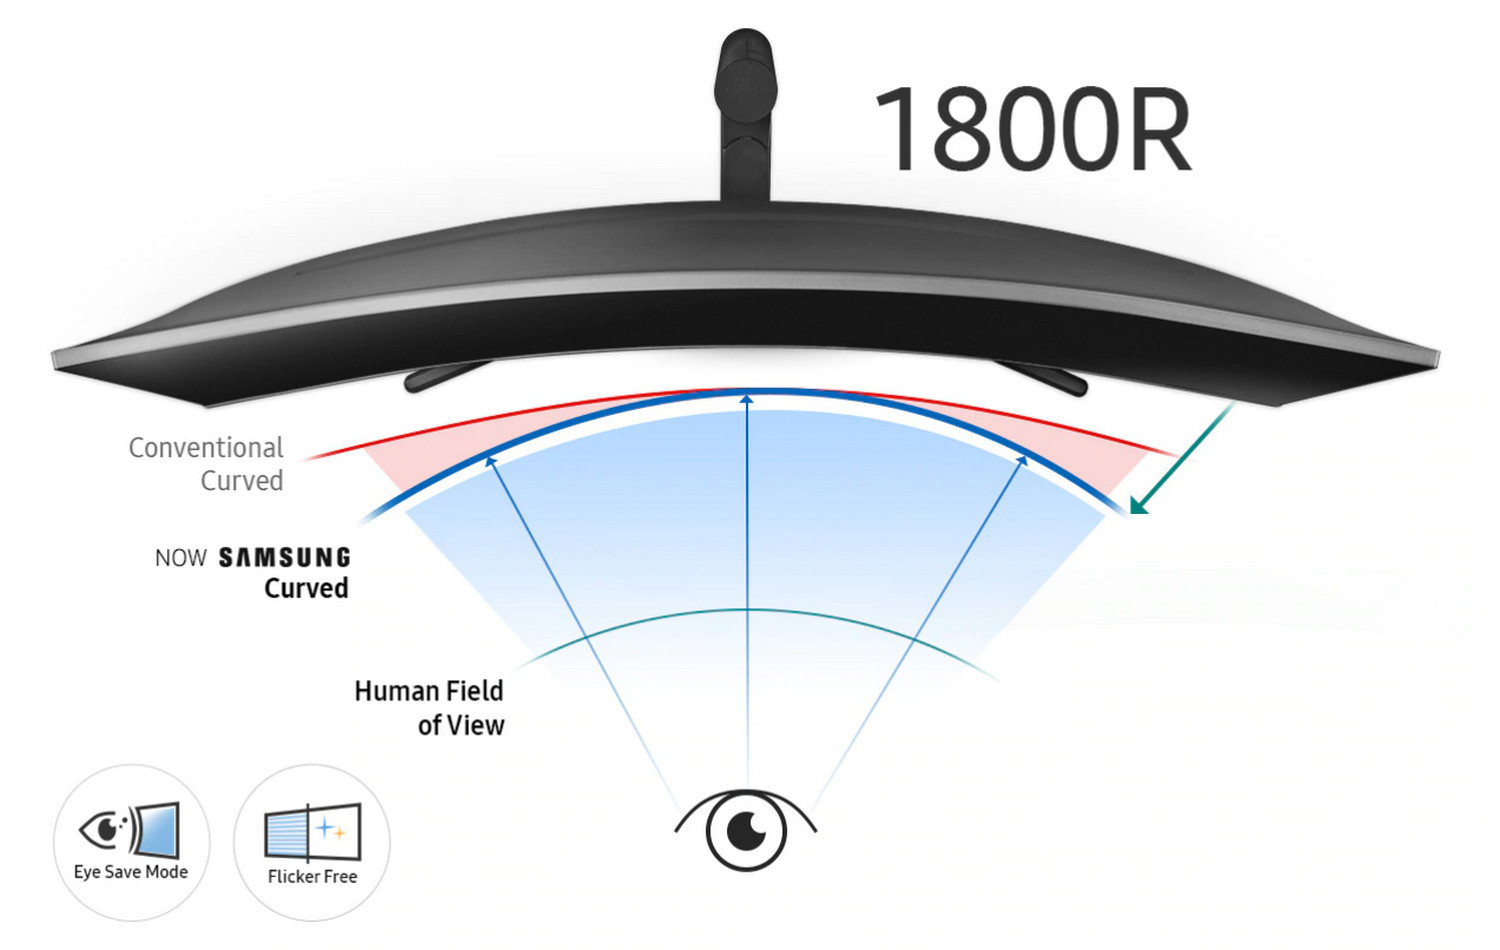 1800R
Conventional
Curved
NOW SAMSUNG
Curved
Human Field
of View
Eye Save Mode
Flicker Free